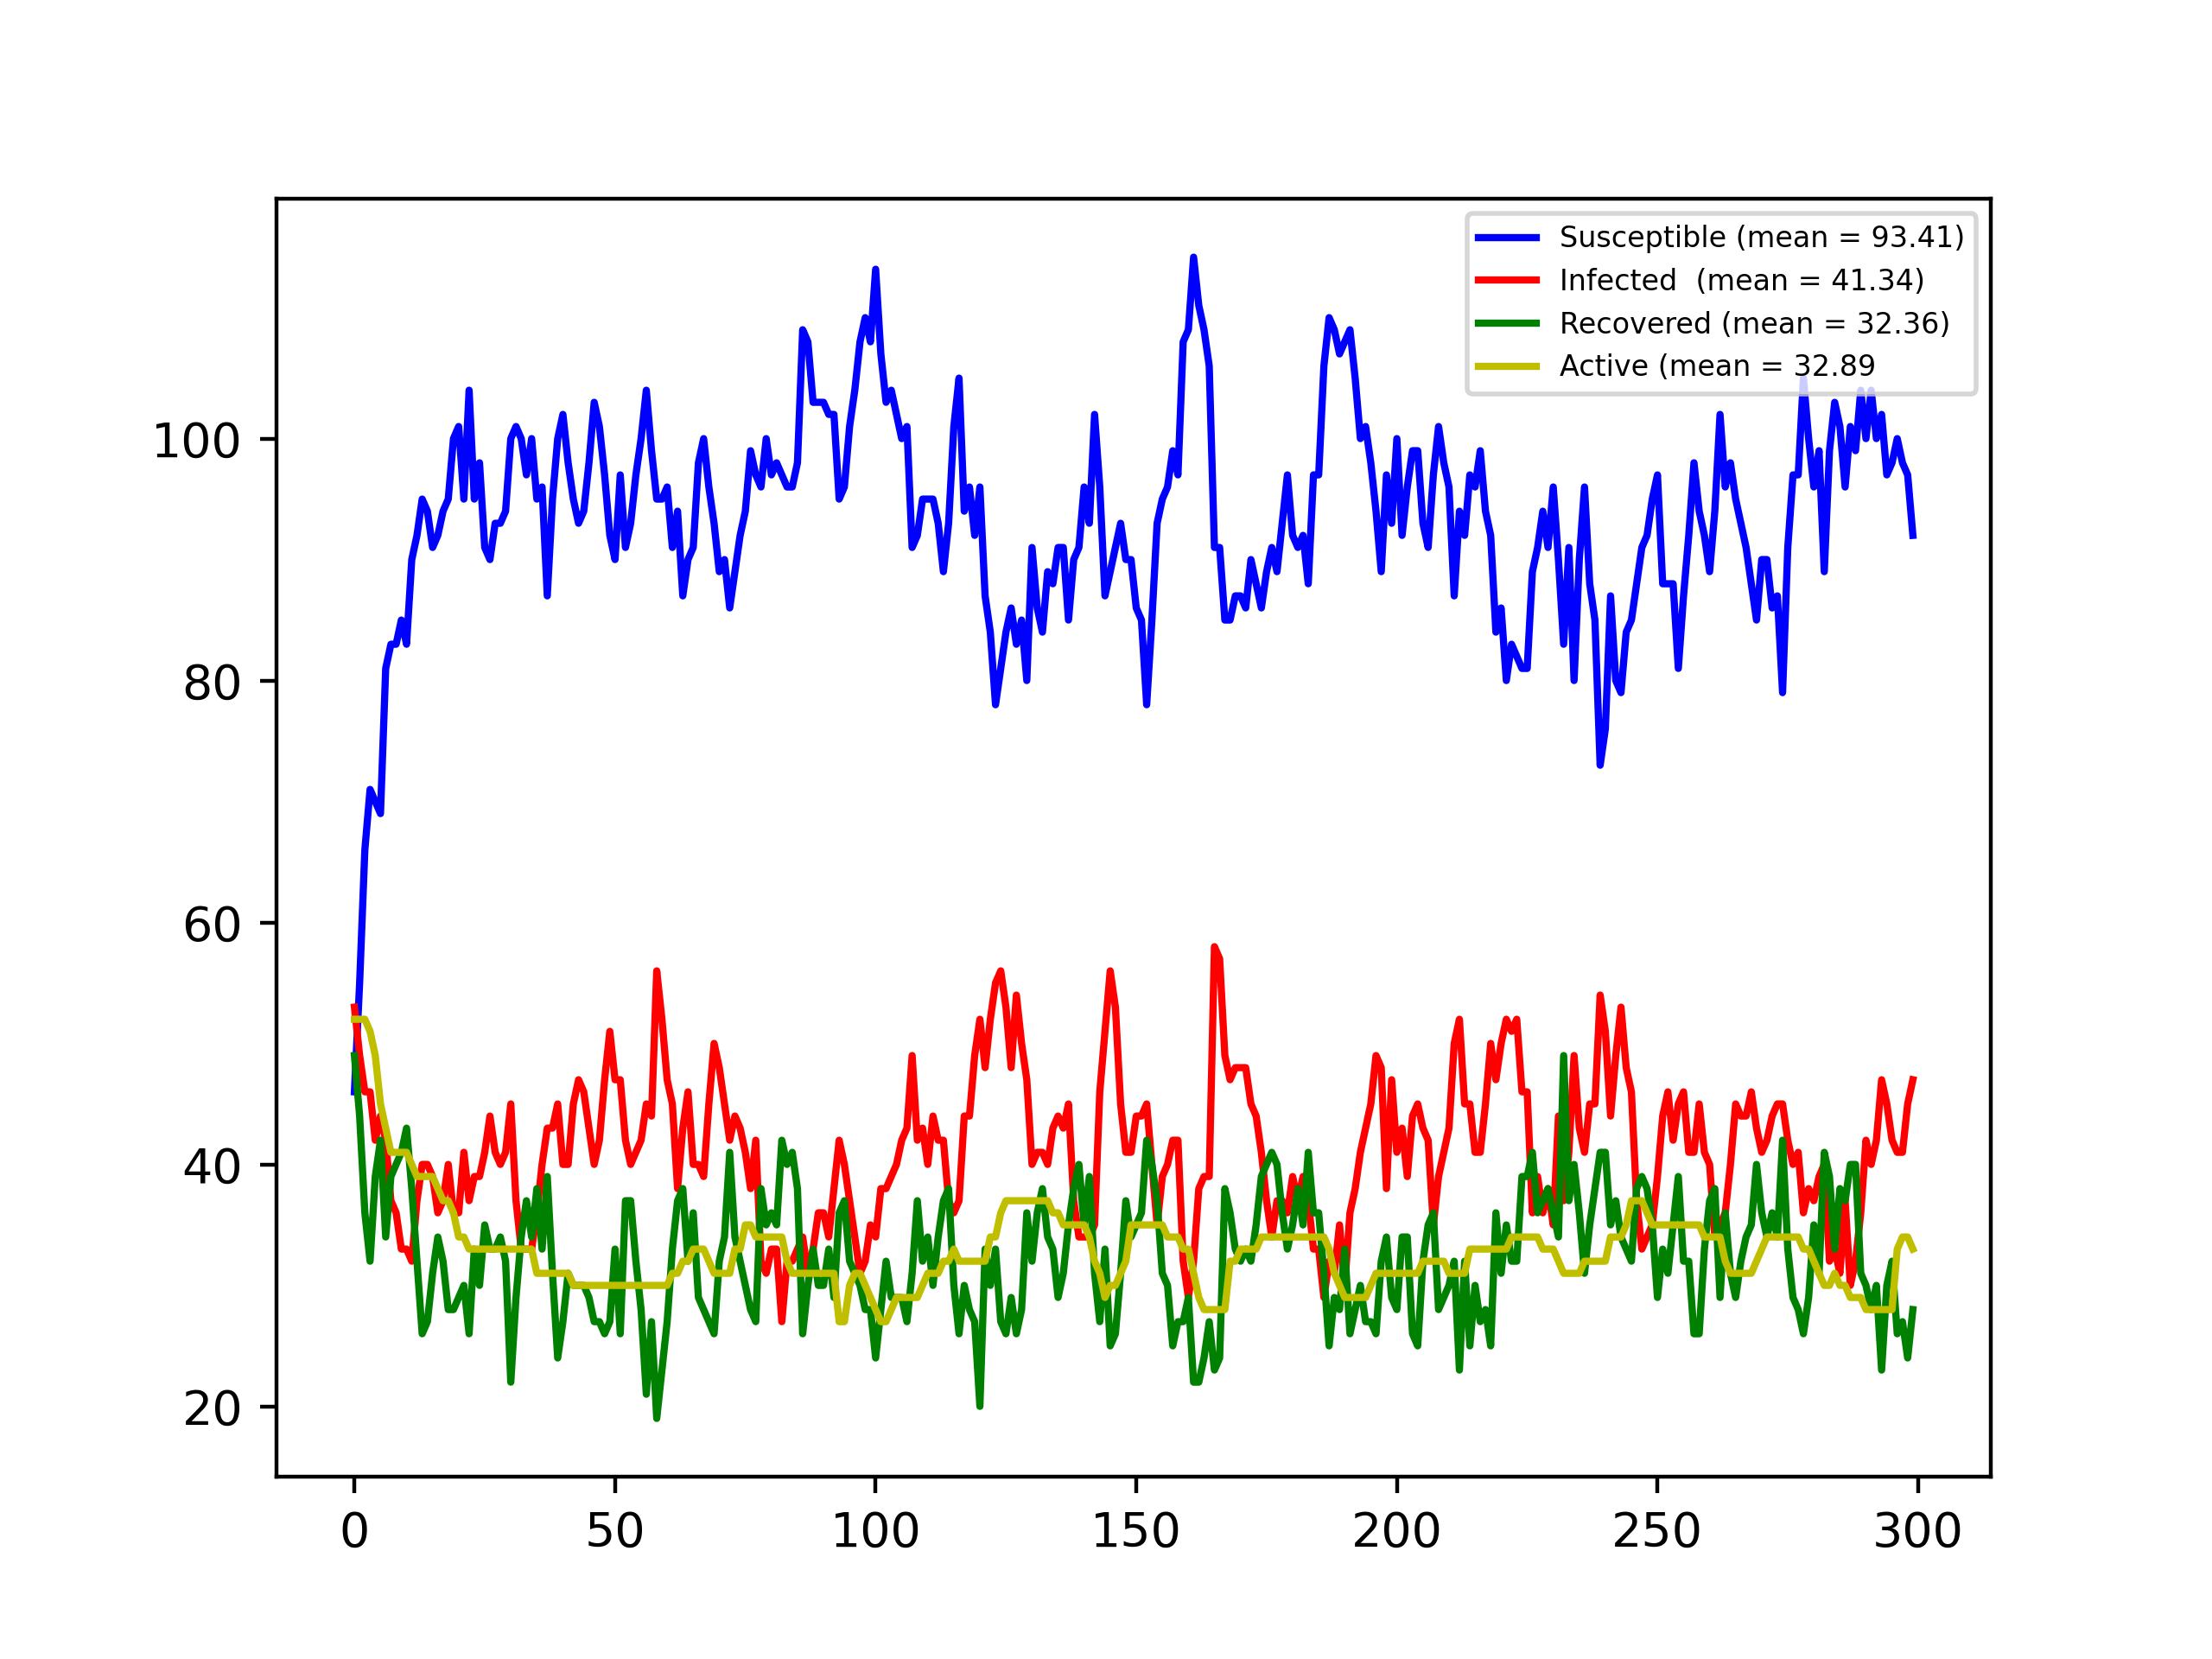 Susceptible (mean = 93.41)
Infected  (mean = 41.34)
Recovered (mean = 32.36)
Active (mean = 32.89
100
80
60
40
20
0 50 100 150 200 250 300